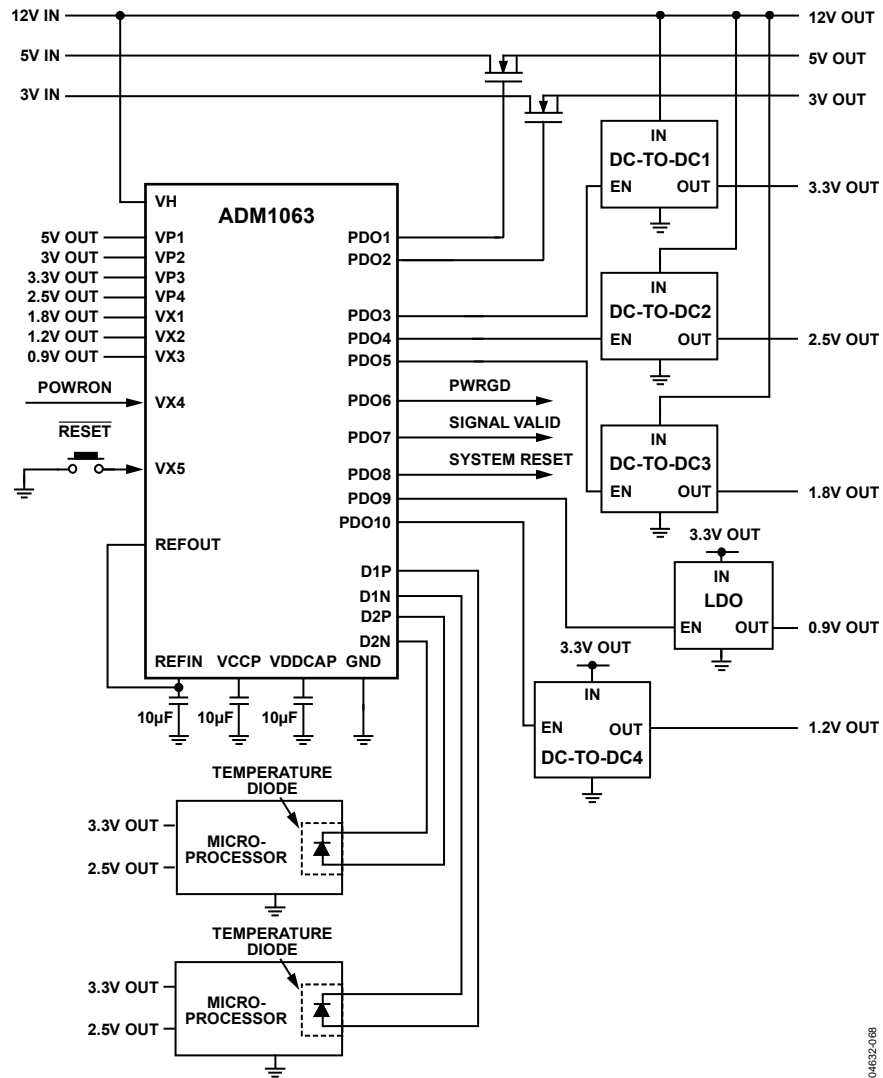 12V IN
12V OUT
5V IN
5V OUT
3V IN
3V OUT
IN
DC-TO-DC1
EN OUT
3.3V OUT
ADM1063
VH
5V OUT VP1
3V OUT VP2
3.3V OUT VP3
2.5V OUT VP4
1.8V OUT VX1
1.2V OUT VX2
0.9V OUT VX3
POWRON
VX4
RESET
VX5
REFOUT
PDO1
PDO2
PDO3
PDO4
PDO5
PDO6
PWRGD
PDO7
SIGNAL VALID
PDO8
SYSTEM RESET
PDO9
PDO10
D1P
D1N
D2P
D2N
REFIN VCCP VDDCAP GND
10µF 10µF 10µF
IN
DC-TO-DC2
EN OUT
2.5V OUT
IN
DC-TO-DC3
EN OUT
1.8V OUT
3.3V OUT
IN
LDO
EN OUT
0.9V OUT
3.3V OUT
IN
EN OUT
DC-TO-DC4
1.2V OUT
TEMPERATURE
DIODE
3.3V OUT
2.5V OUT
MICRO-
PROCESSOR
TEMPERATURE
DIODE
3.3V OUT
2.5V OUT
MICRO-
PROCESSOR
04632-068